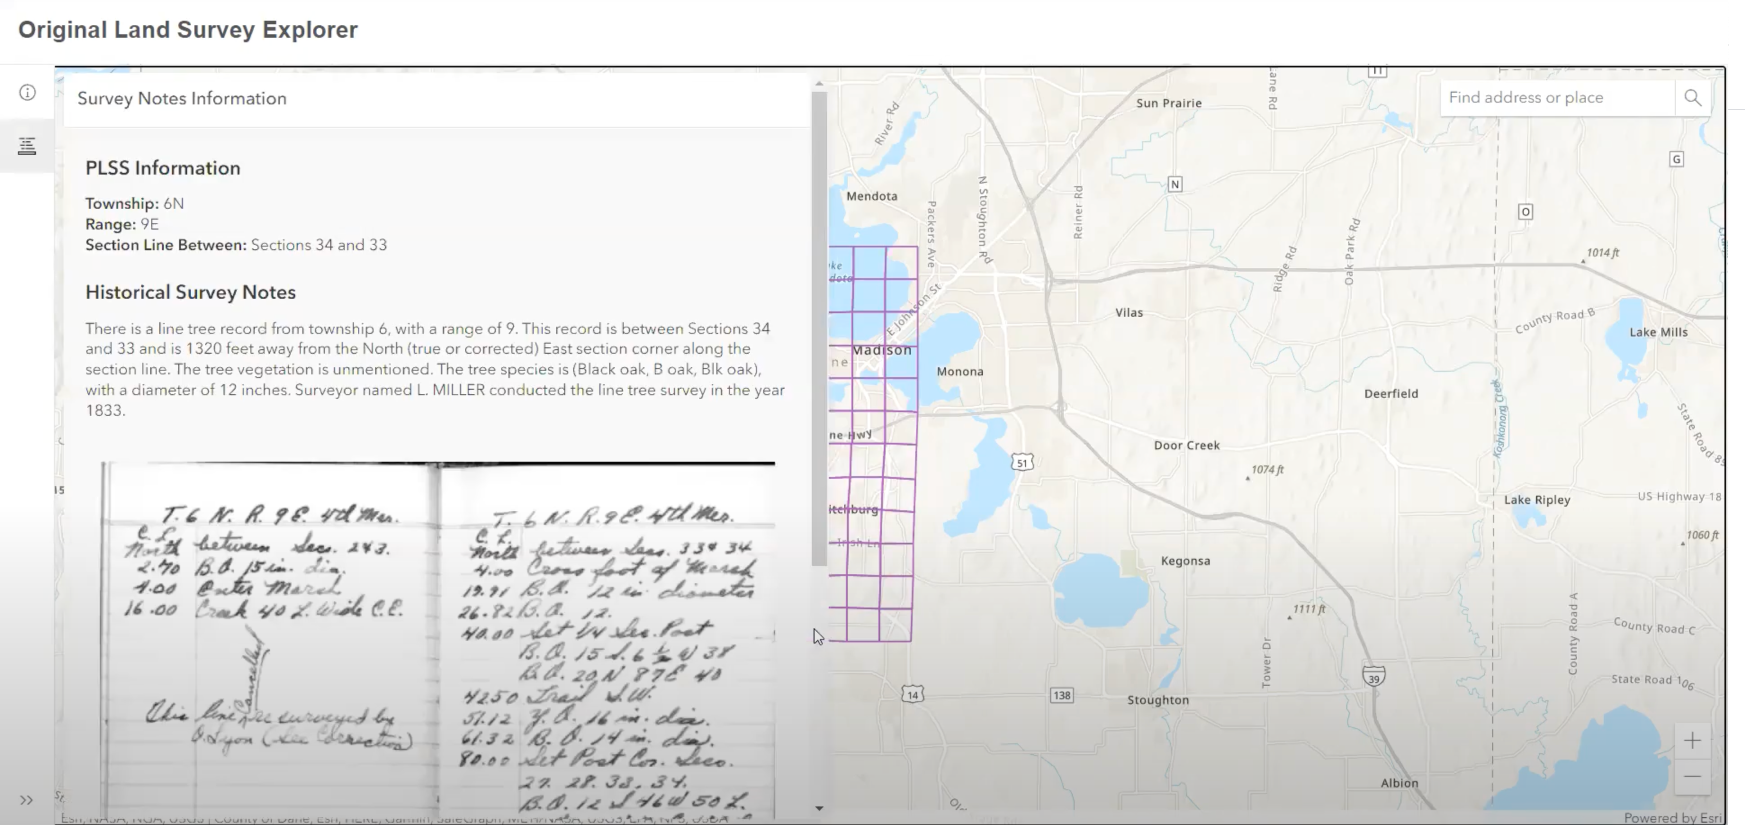 Original Land Survey Explorer
Survey Notes Information
PLSS Information
Township: 6N
Range: 9E
Section Line Between: Sections 34 and 33
Historical Survey Notes
There is a line tree record from township 6, with a range of 9. This record is between Sections 34
and 33 and is 1320 feet away from the North (true or corrected) East section corner along the
section line. The tree vegetation is unmentioned. The tree species is (Black oak, B oak, Blk oak),
with a diameter of 12 inches. Surveyor named L. MILLER conducted the line tree survey in the year
1833.
T. 6 N. R. 9 E. 4th Mer.
C. L.
North between Secs. 2 & 3.
2.70 B.O. 15 in. dia.
4.00 Enter Marsh
16.00 Creek 40 L. Wide C.E.
Cancelled
This line surveyed by
O. Lyon (See Correction)
T. 6 N. R. 9 E. 4th Mer.
C. L.
North between Secs. 33 & 34
4.00 Cross foot of Marsh
19.91 B.O. 12 in diameter
26.82 B.O. 12.
40.00 Set 1/4 Sec. Post
B.O. 15 S. 6 1/2 W 38
B.O. 20 N 87 E 40
42.50 Trail S.W.
51.12 Y.O. 16 in. dia.
61.32 B.O. 14 in. dia.
80.00 Set Post Cor. Secs.
27. 28. 33. 34.
B.O. 12 S 46 W 50 L.
Find address or place
Sun Prairie
River Rd
Lane Rd
G
N
Mendota
N Stoughton Rd
Packers Ave
Reiner Rd
O
1014 ft
Ridge Rd
Oak Park Rd
E Johnson St
Vilas
County Road B
Lake Mills
Madison
Monona
Deerfield
Koshkonong Creek
State Road 89
ne Hwy
Door Creek
51
1074 ft
Lake Ripley
US Highway 18
itchburg
Irish Ln
1060 ft
Kegonsa
1111 ft
County Road A
County Road C
Tower Dr
39
State Road 106
14
138
Stoughton
Albion
Powered by Esri